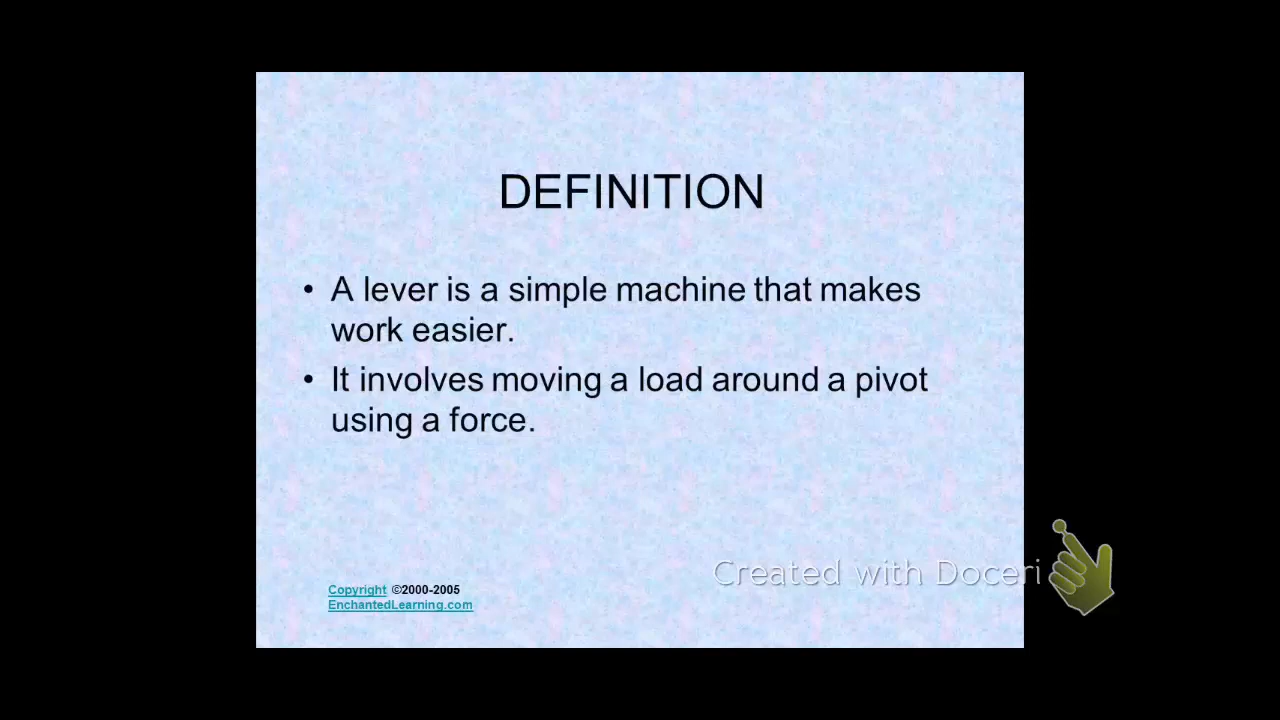 DEFINITION
• A lever is a simple machine that makes
work easier.
• It involves moving a load around a pivot
using a force.
Created with Doceri
Copyright ©2000-2005
EnchantedLearning.com